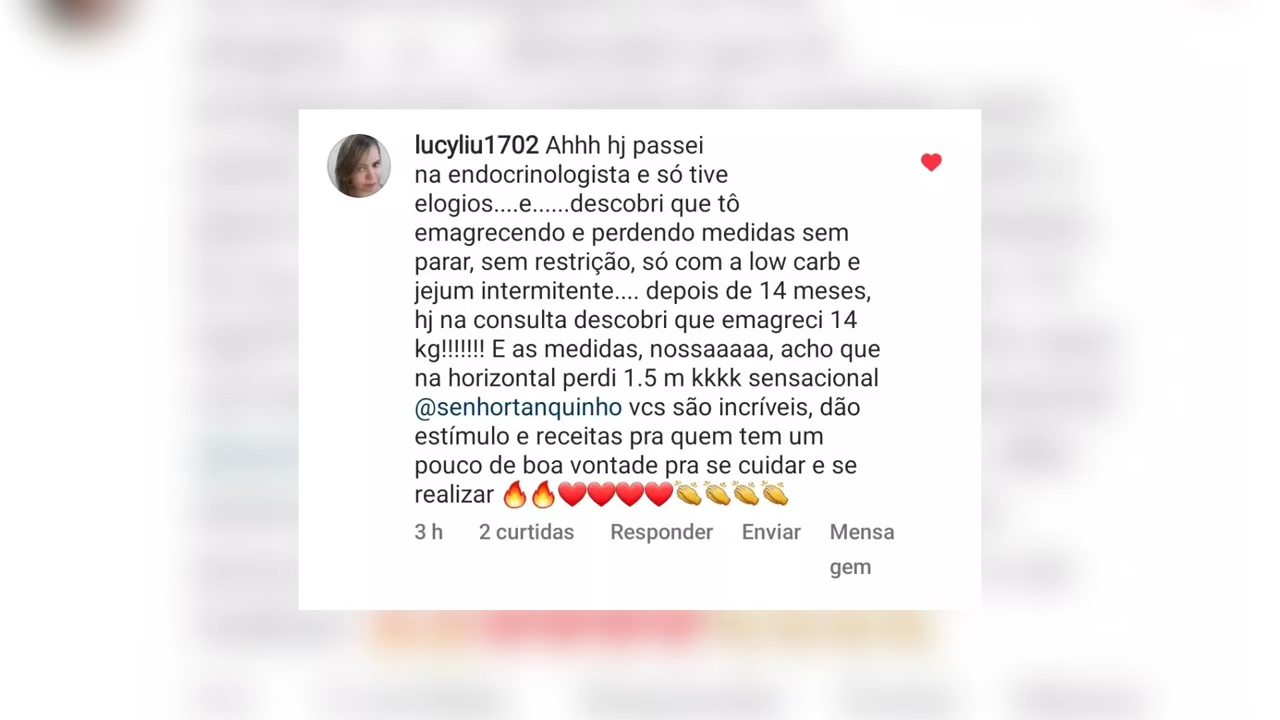 lucyliu1702 Ahhh hj passei
na endocrinologista e só tive
elogios....e......descobri que tô
emagrecendo e perdendo medidas sem
parar, sem restrição, só com a low carb e
jejum intermitente.... depois de 14 meses,
hj na consulta descobri que emagreci 14
kg!!!!!!! E as medidas, nossaaaaa, acho que
na horizontal perdi 1.5 m kkkk sensacional
@senhortanquinho vcs são incríveis, dão
estímulo e receitas pra quem tem um
pouco de boa vontade pra se cuidar e se
realizar 🔥🔥❤️❤️❤️❤️👏👏👏👏
3 h 2 curtidas Responder Enviar Mensa
gem